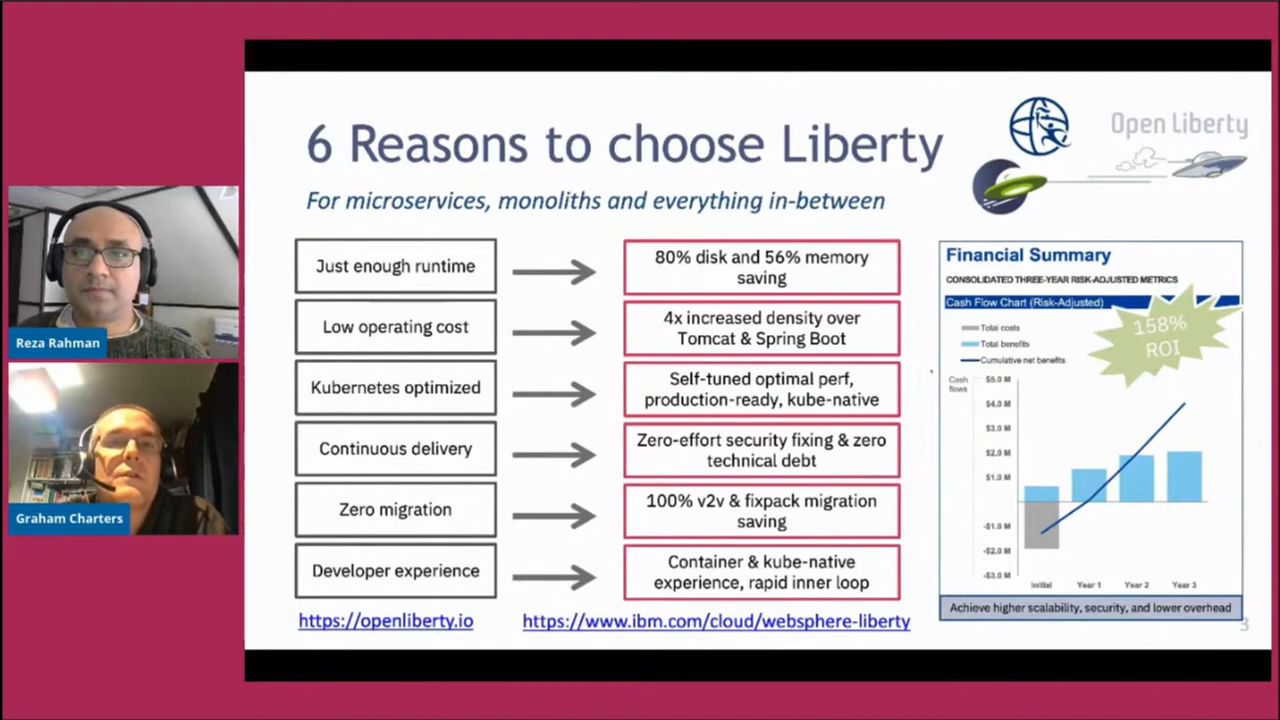 6 Reasons to choose Liberty
For microservices, monoliths and everything in-between
Open Liberty
Just enough runtime
80% disk and 56% memory
saving
Low operating cost
4x increased density over
Tomcat & Spring Boot
Kubernetes optimized
Self-tuned optimal perf,
production-ready, kube-native
Continuous delivery
Zero-effort security fixing & zero
technical debt
Zero migration
100% v2v & fixpack migration
saving
Developer experience
Container & kube-native
experience, rapid inner loop
https://openliberty.io
https://www.ibm.com/cloud/websphere-liberty
Financial Summary
CONSOLIDATED THREE-YEAR RISK-ADJUSTED METRICS
Cash Flow Chart (Risk-Adjusted)
158%
ROI
Total costs
Total benefits
Cumulative net benefits
Cash
flows
$5.0 M
$4.0 M
$3.0 M
$2.0 M
$1.0 M
-$1.0 M
-$2.0 M
-$3.0 M
Initial
Year 1
Year 2
Year 3
Achieve higher scalability, security, and lower overhead
3
Reza Rahman
Graham Charters